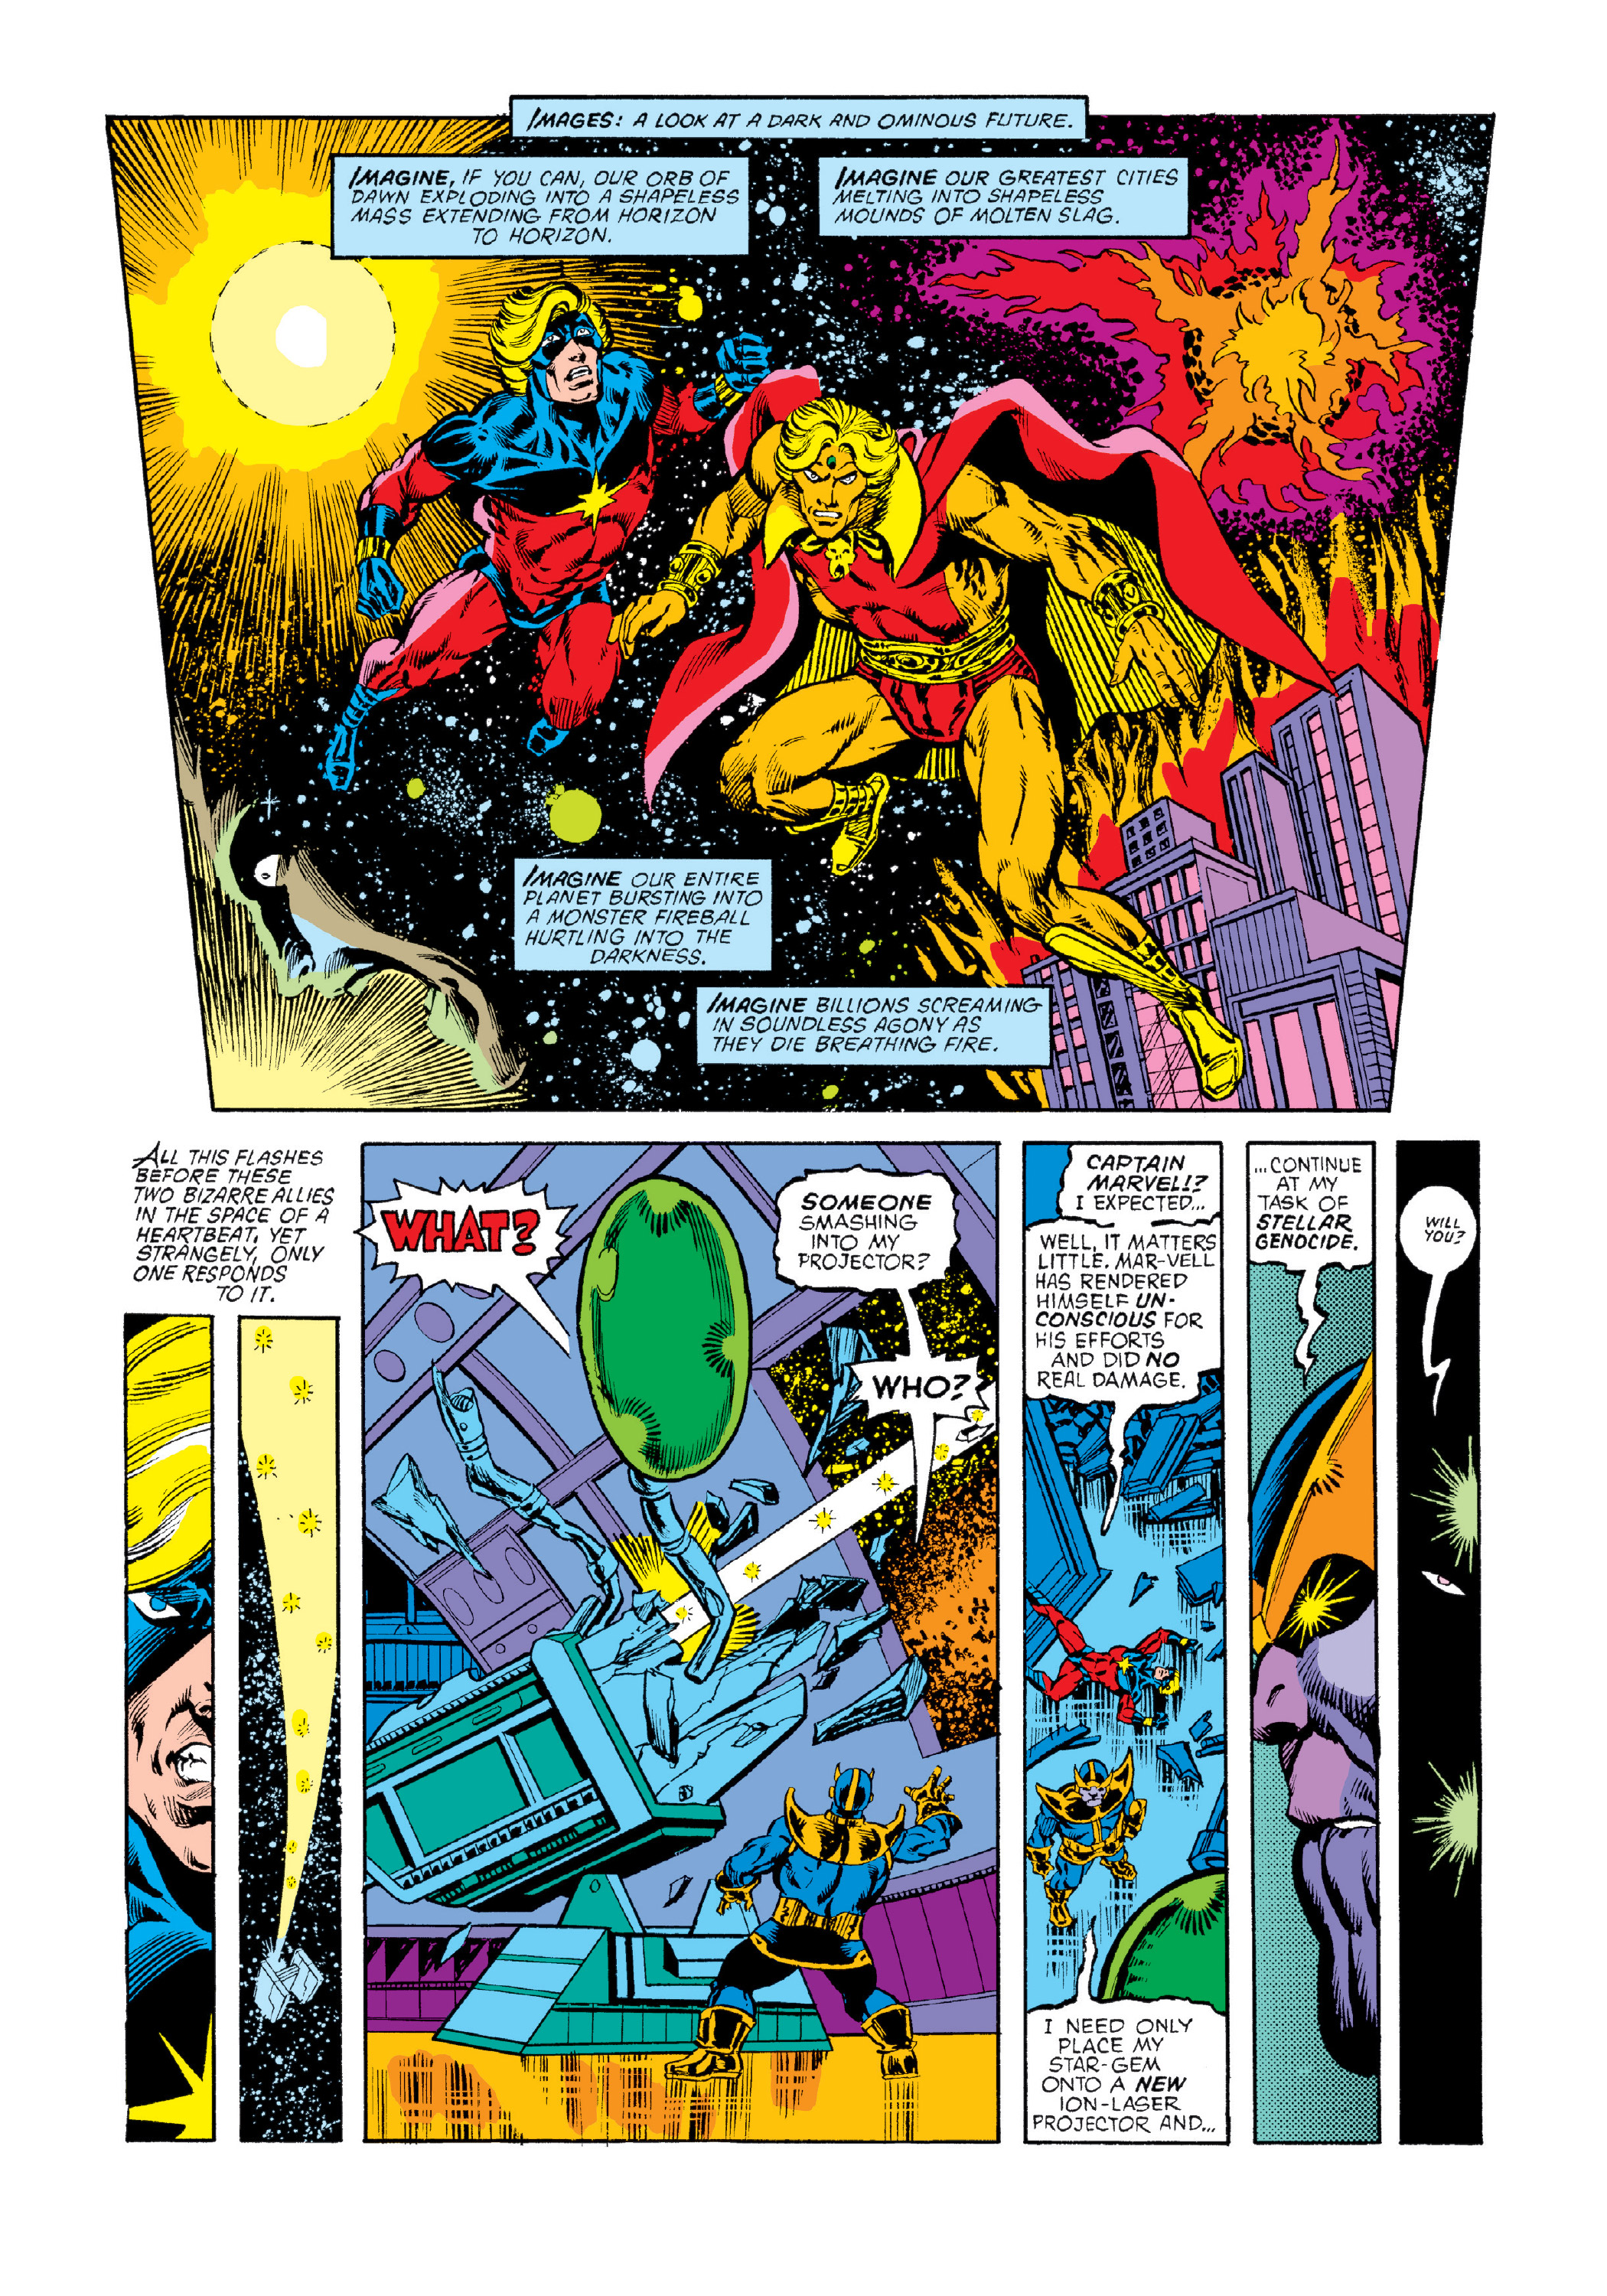 IMAGES: A LOOK AT A DARK AND OMINOUS FUTURE.
IMAGINE, IF YOU CAN, OUR ORB OF
DAWN EXPLODING INTO A SHAPELESS
MASS EXTENDING FROM HORIZON
TO HORIZON.
IMAGINE OUR GREATEST CITIES
MELTING INTO SHAPELESS
MOUNDS OF MOLTEN SLAG.
IMAGINE OUR ENTIRE
PLANET BURSTING INTO
A MONSTER FIREBALL
HURTLING INTO THE
DARKNESS.
IMAGINE BILLIONS SCREAMING
IN SOUNDLESS AGONY AS
THEY DIE BREATHING FIRE.
ALL THIS FLASHES
BEFORE THESE
TWO BIZARRE ALLIES
IN THE SPACE OF A
HEARTBEAT, YET
STRANGELY, ONLY
ONE RESPONDS
TO IT.
WHAT?
SOMEONE
SMASHING
INTO MY
PROJECTOR?
WHO?
CAPTAIN
MARVEL!?
I EXPECTED...
WELL, IT MATTERS
LITTLE. MAR-VELL
HAS RENDERED
HIMSELF UN-
CONSCIOUS FOR
HIS EFFORTS
AND DID NO
REAL DAMAGE.
I NEED ONLY
PLACE MY
STAR-GEM
ONTO A NEW
ION-LASER
PROJECTOR AND...
...CONTINUE
AT MY
TASK OF
STELLAR
GENOCIDE.
WILL
YOU?